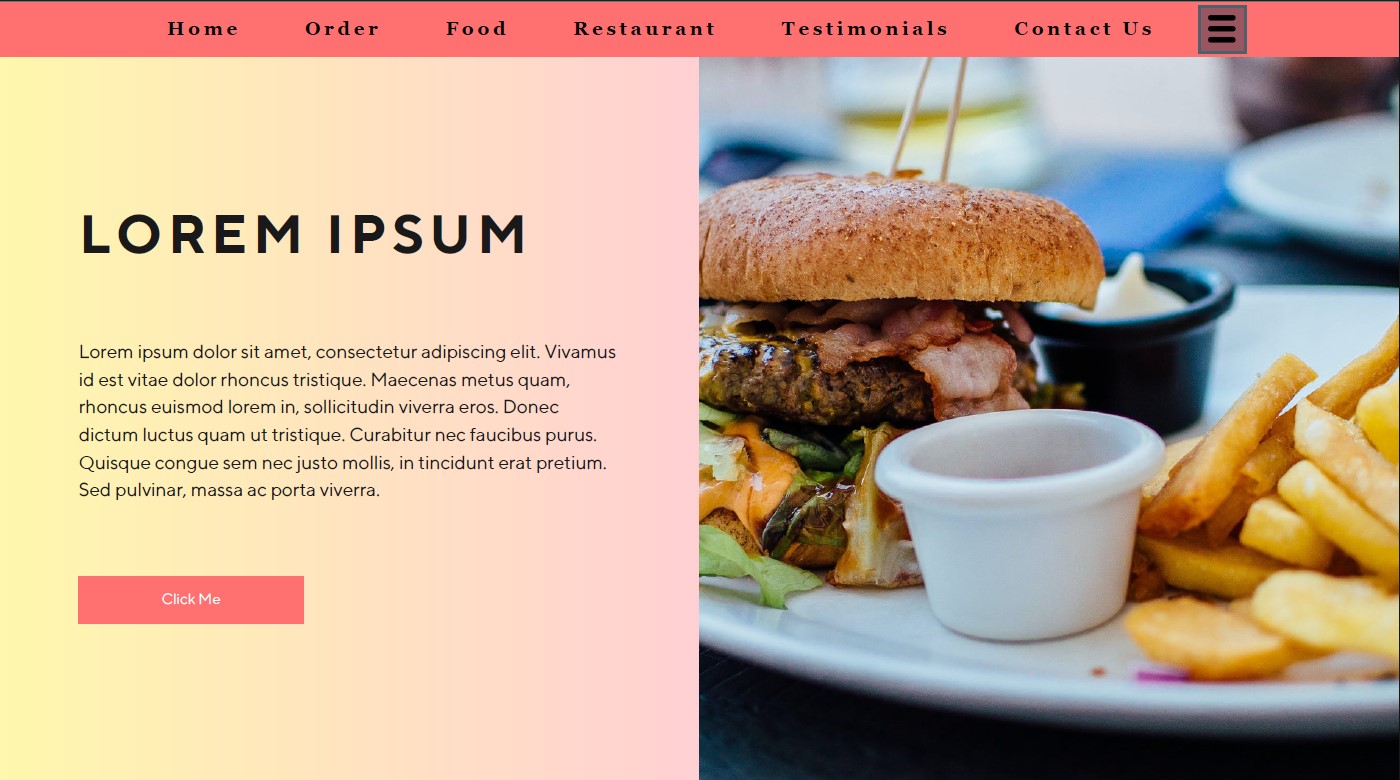 Home Order Food Restaurant Testimonials Contact Us
LOREM IPSUM
Lorem ipsum dolor sit amet, consectetur adipiscing elit. Vivamus
id est vitae dolor rhoncus tristique. Maecenas metus quam,
rhoncus euismod lorem in, sollicitudin viverra eros. Donec
dictum luctus quam ut tristique. Curabitur nec faucibus purus.
Quisque congue sem nec justo mollis, in tincidunt erat pretium.
Sed pulvinar, massa ac porta viverra.
Click Me